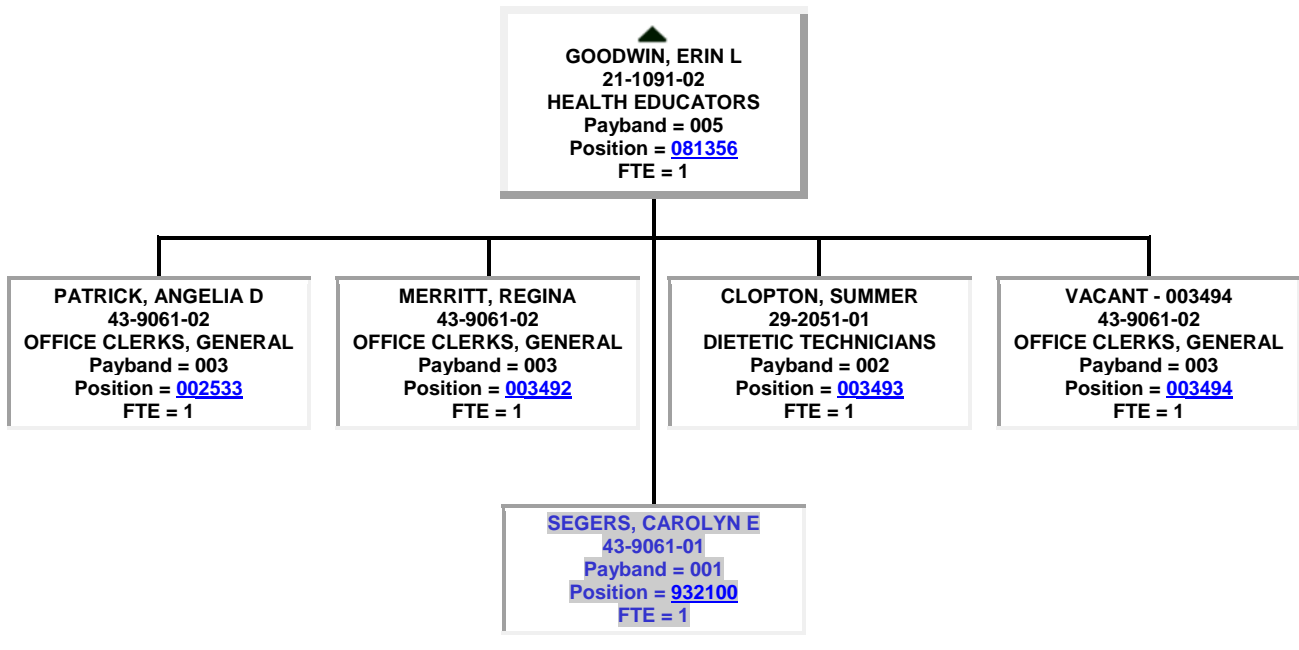 GOODWIN, ERIN L
21-1091-02
HEALTH EDUCATORS
Payband = 005
Position = 081356
FTE = 1
PATRICK, ANGELIA D
43-9061-02
OFFICE CLERKS, GENERAL
Payband = 003
Position = 002533
FTE = 1
MERRITT, REGINA
43-9061-02
OFFICE CLERKS, GENERAL
Payband = 003
Position = 003492
FTE = 1
CLOPTON, SUMMER
29-2051-01
DIETETIC TECHNICIANS
Payband = 002
Position = 003493
FTE = 1
VACANT - 003494
43-9061-02
OFFICE CLERKS, GENERAL
Payband = 003
Position = 003494
FTE = 1
SEGERS, CAROLYN E
43-9061-01
Payband = 001
Position = 932100
FTE = 1